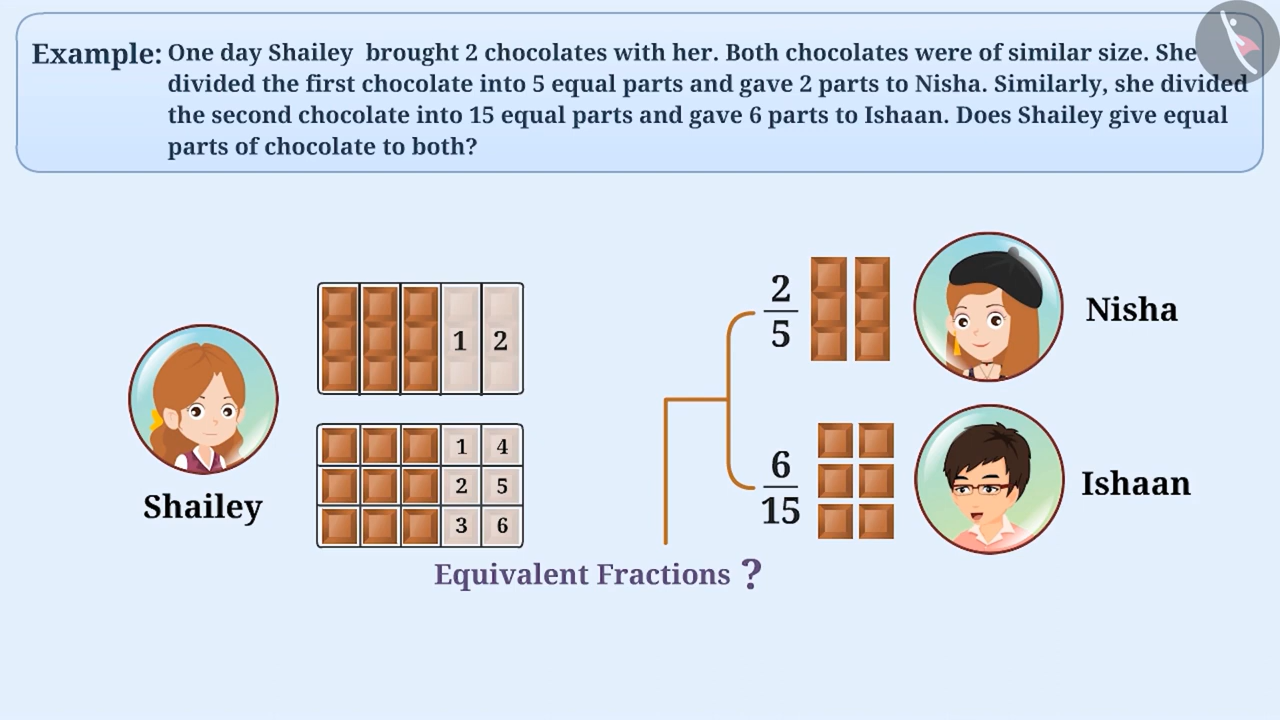 Example: One day Shailey  brought 2 chocolates with her. Both chocolates were of similar size. She
divided the first chocolate into 5 equal parts and gave 2 parts to Nisha. Similarly, she divided
the second chocolate into 15 equal parts and gave 6 parts to Ishaan. Does Shailey give equal
parts of chocolate to both?
2
5
Nisha
1 2
1 4
2 5
3 6
Shailey
6
15
Ishaan
Equivalent Fractions ?